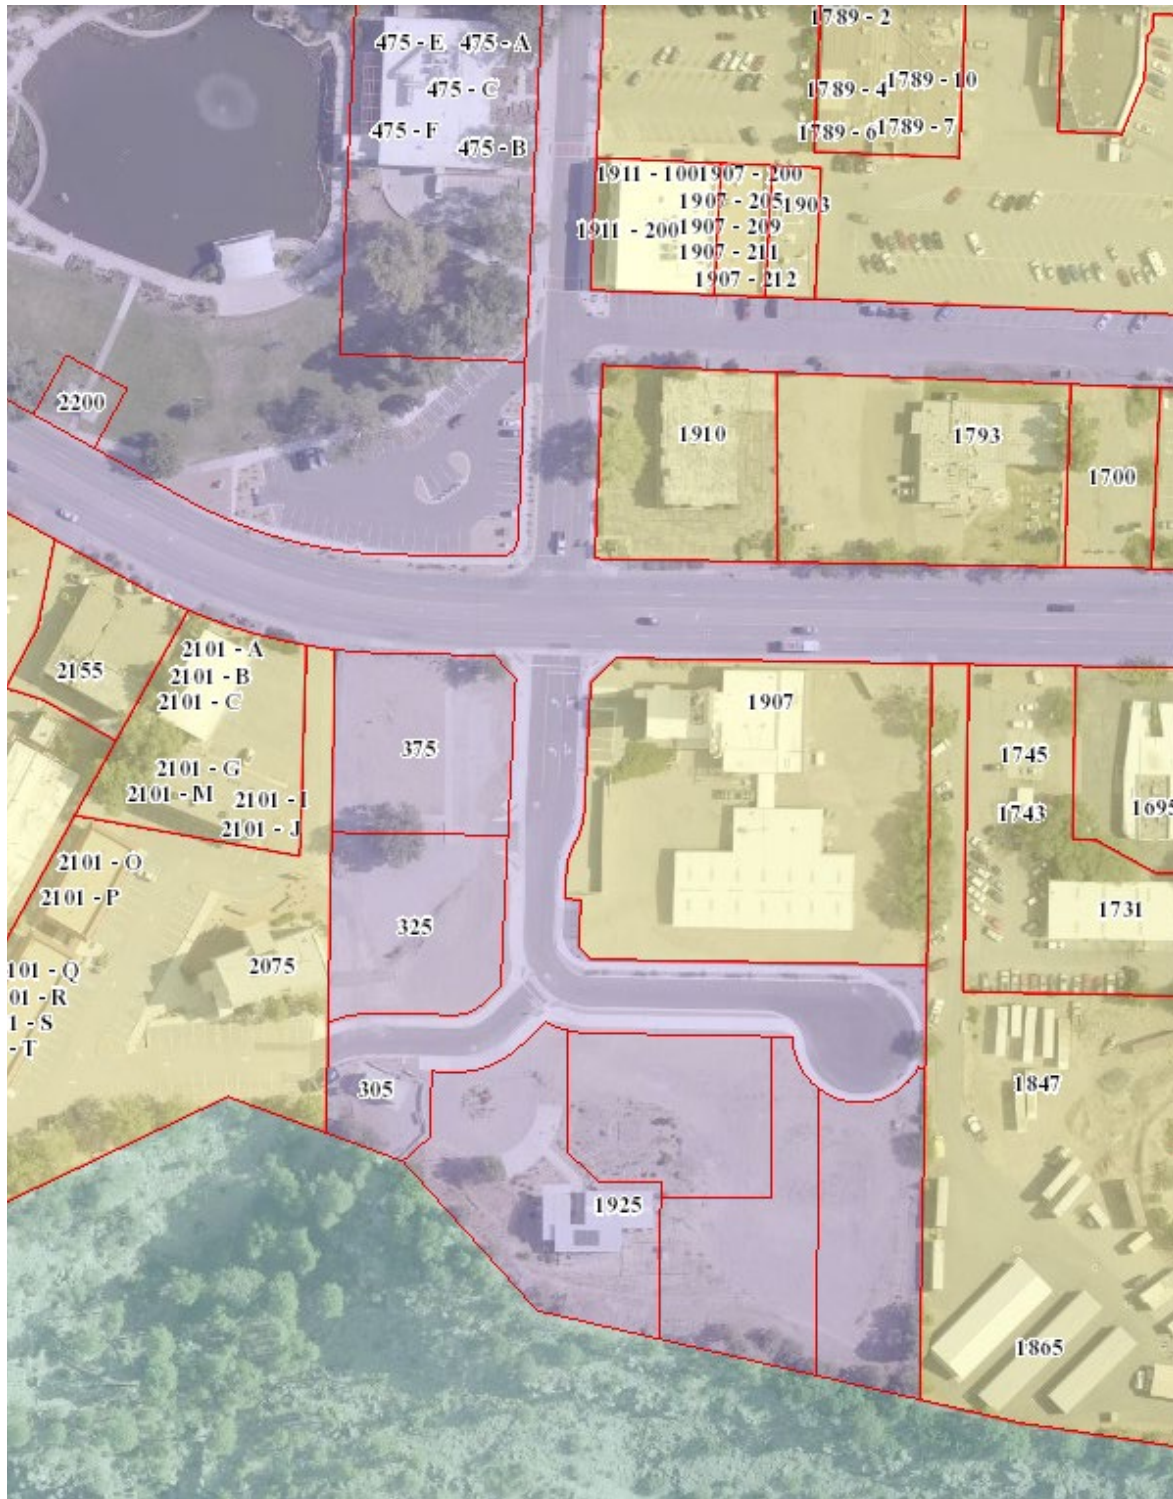 1789 - 2
475 - E 475 - A
475 - C
1789 - 4 1789 - 10
475 - F
475 - B
1789 - 6 1789 - 7
1911 - 100 1907 - 200
1907 - 205 1903
1911 - 200 1907 - 209
1907 - 211
1907 - 212
2200
1910
1793
1700
2155
2101 - A
2101 - B
2101 - C
1907
375
1745
2101 - G
2101 - M
2101 - I
2101 - J
1743
1695
2101 - O
2101 - P
325
1731
2075
101 - Q
01 - R
1 - S
- T
305
1847
1925
1865